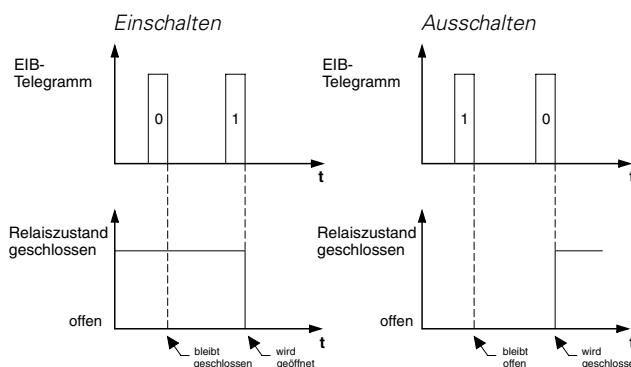 Einschalten
EIB-
Telegramm
0
1
t
Relaiszustand
geschlossen
offen
bleibt
geschlossen
wird
geöffnet
t
Ausschalten
EIB-
Telegramm
1
0
t
Relaiszustand
geschlossen
offen
bleibt
offen
wird
geschlosse
t